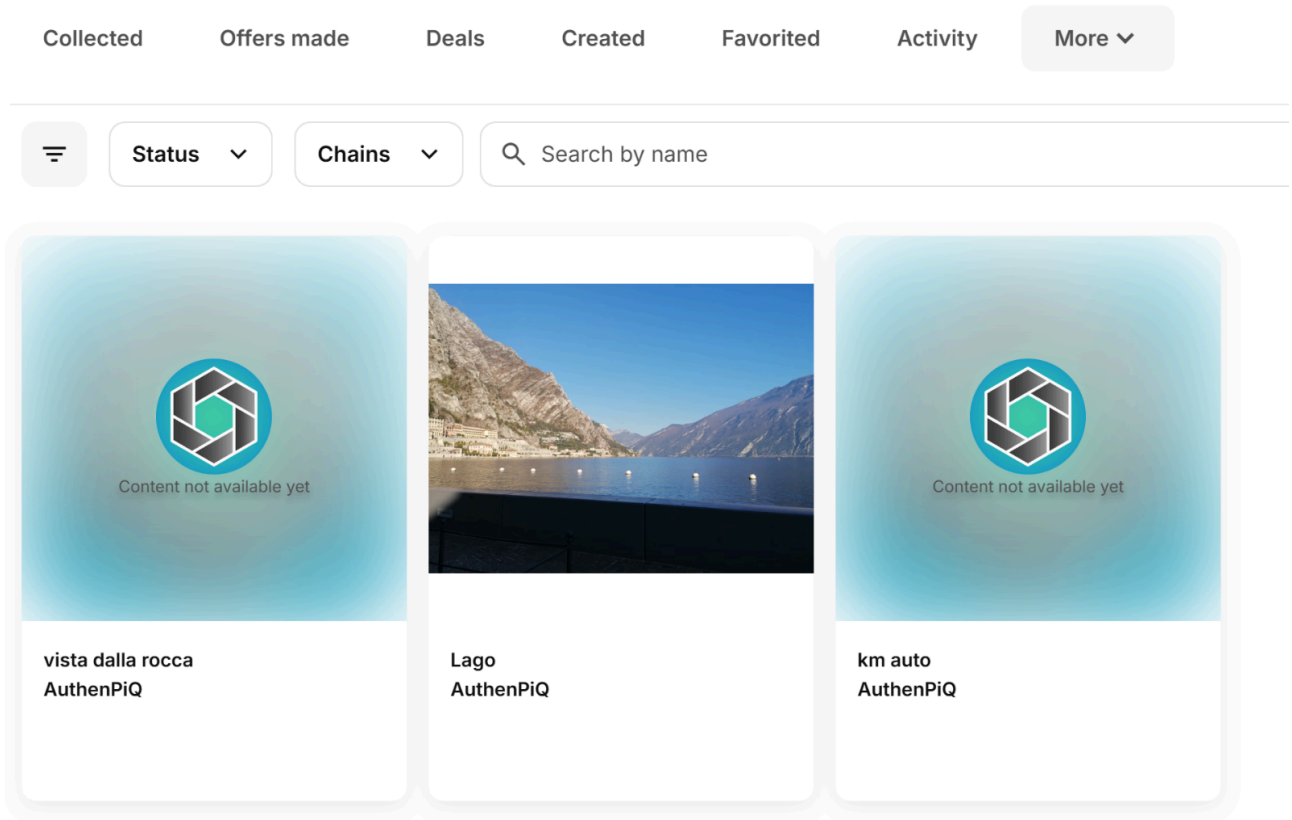 Collected Offers made Deals Created Favorited Activity More
Status Chains Search by name
Content not available yet
Content not available yet
vista dalla rocca
AuthenPiQ
Lago
AuthenPiQ
km auto
AuthenPiQ